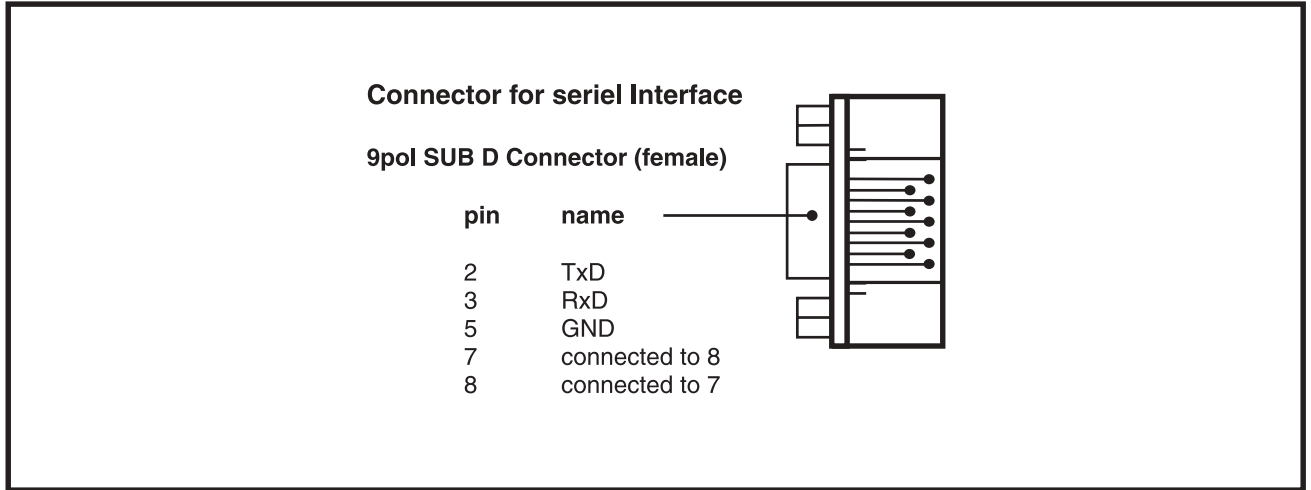 Connector for seriel Interface
9pol SUB D Connector (female)
pin name
2 TxD
3 RxD
5 GND
7 connected to 8
8 connected to 7